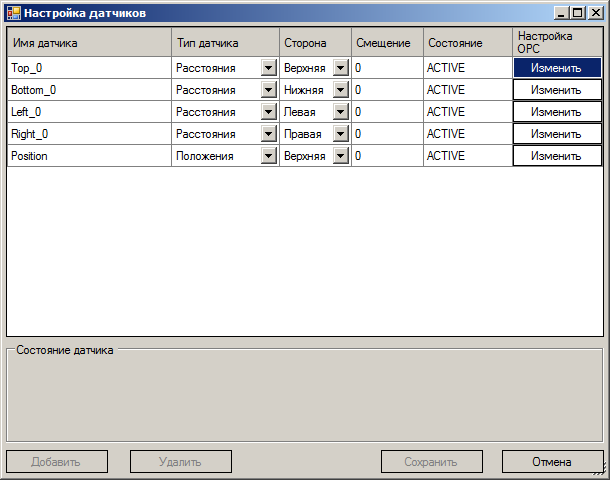 Настройка датчиков
Имя датчика Тип датчика Сторона Смещение Состояние Настройка OPC
Top_0 Расстояния Верхняя 0 ACTIVE Изменить
Bottom_0 Расстояния Нижняя 0 ACTIVE Изменить
Left_0 Расстояния Левая 0 ACTIVE Изменить
Right_0 Расстояния Правая 0 ACTIVE Изменить
Position Положения Верхняя 0 ACTIVE Изменить
Состояние датчика
Добавить Удалить Сохранить Отмена